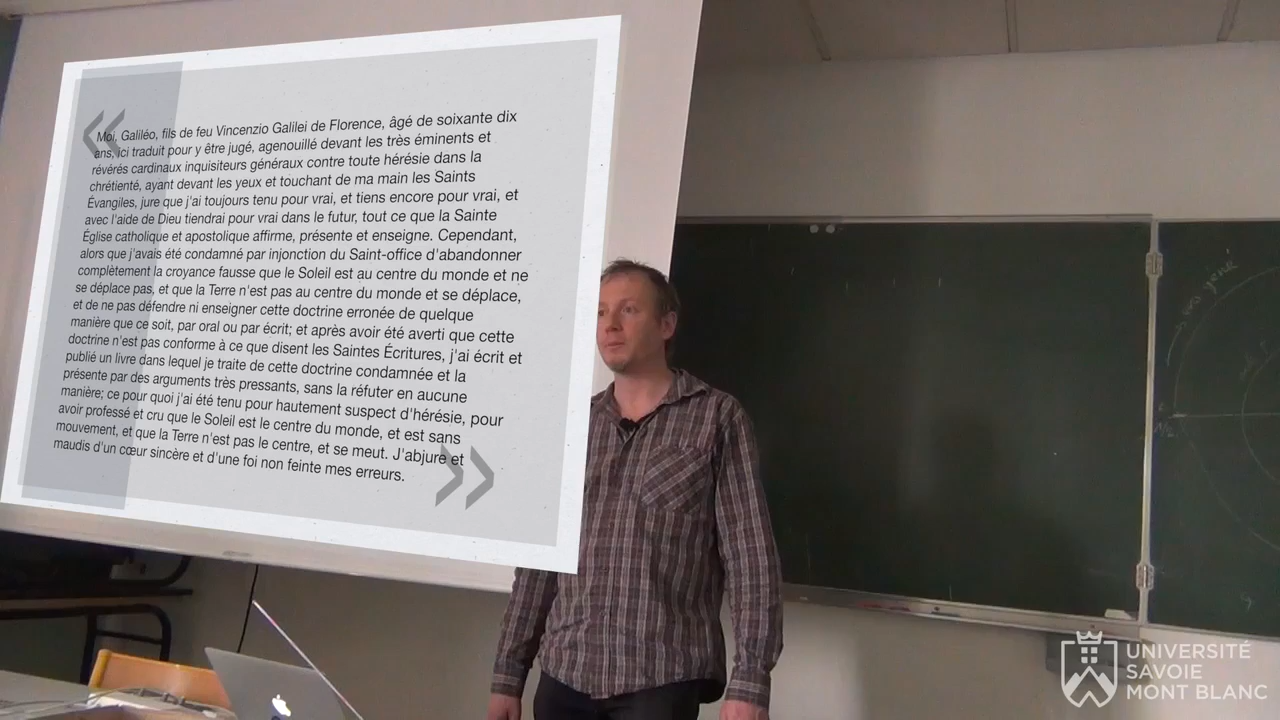 Moi, Galiléo, fils de feu Vincenzio Galilei de Florence, âgé de soixante dix
ans, ici traduit pour y être jugé, agenouillé devant les très éminents et
révérés cardinaux inquisiteurs généraux contre toute hérésie dans la
chrétienté, ayant devant les yeux et touchant de ma main les Saints
Évangiles, jure que j'ai toujours tenu pour vrai, et tiens encore pour vrai, et
avec l'aide de Dieu tiendrai pour vrai dans le futur, tout ce que la Sainte
Église catholique et apostolique affirme, présente et enseigne. Cependant,
alors que j'avais été condamné par injonction du Saint-office d'abandonner
complètement la croyance fausse que le Soleil est au centre du monde et ne
se déplace pas, et que la Terre n'est pas au centre du monde et se déplace,
et de ne pas défendre ni enseigner cette doctrine erronée de quelque
manière que ce soit, par oral ou par écrit; et après avoir été averti que cette
doctrine n'est pas conforme à ce que disent les Saintes Écritures, j'ai écrit et
publié un livre dans lequel je traite de cette doctrine condamnée et la
présente par des arguments très pressants, sans la réfuter en aucune
manière; ce pour quoi j'ai été tenu pour hautement suspect d'hérésie, pour
avoir professé et cru que le Soleil est le centre du monde, et est sans
mouvement, et que la Terre n'est pas le centre, et se meut. J'abjure et
maudis d'un cœur sincère et d'une foi non feinte mes erreurs.
UNIVERSITÉ
SAVOIE
MONT BLANC